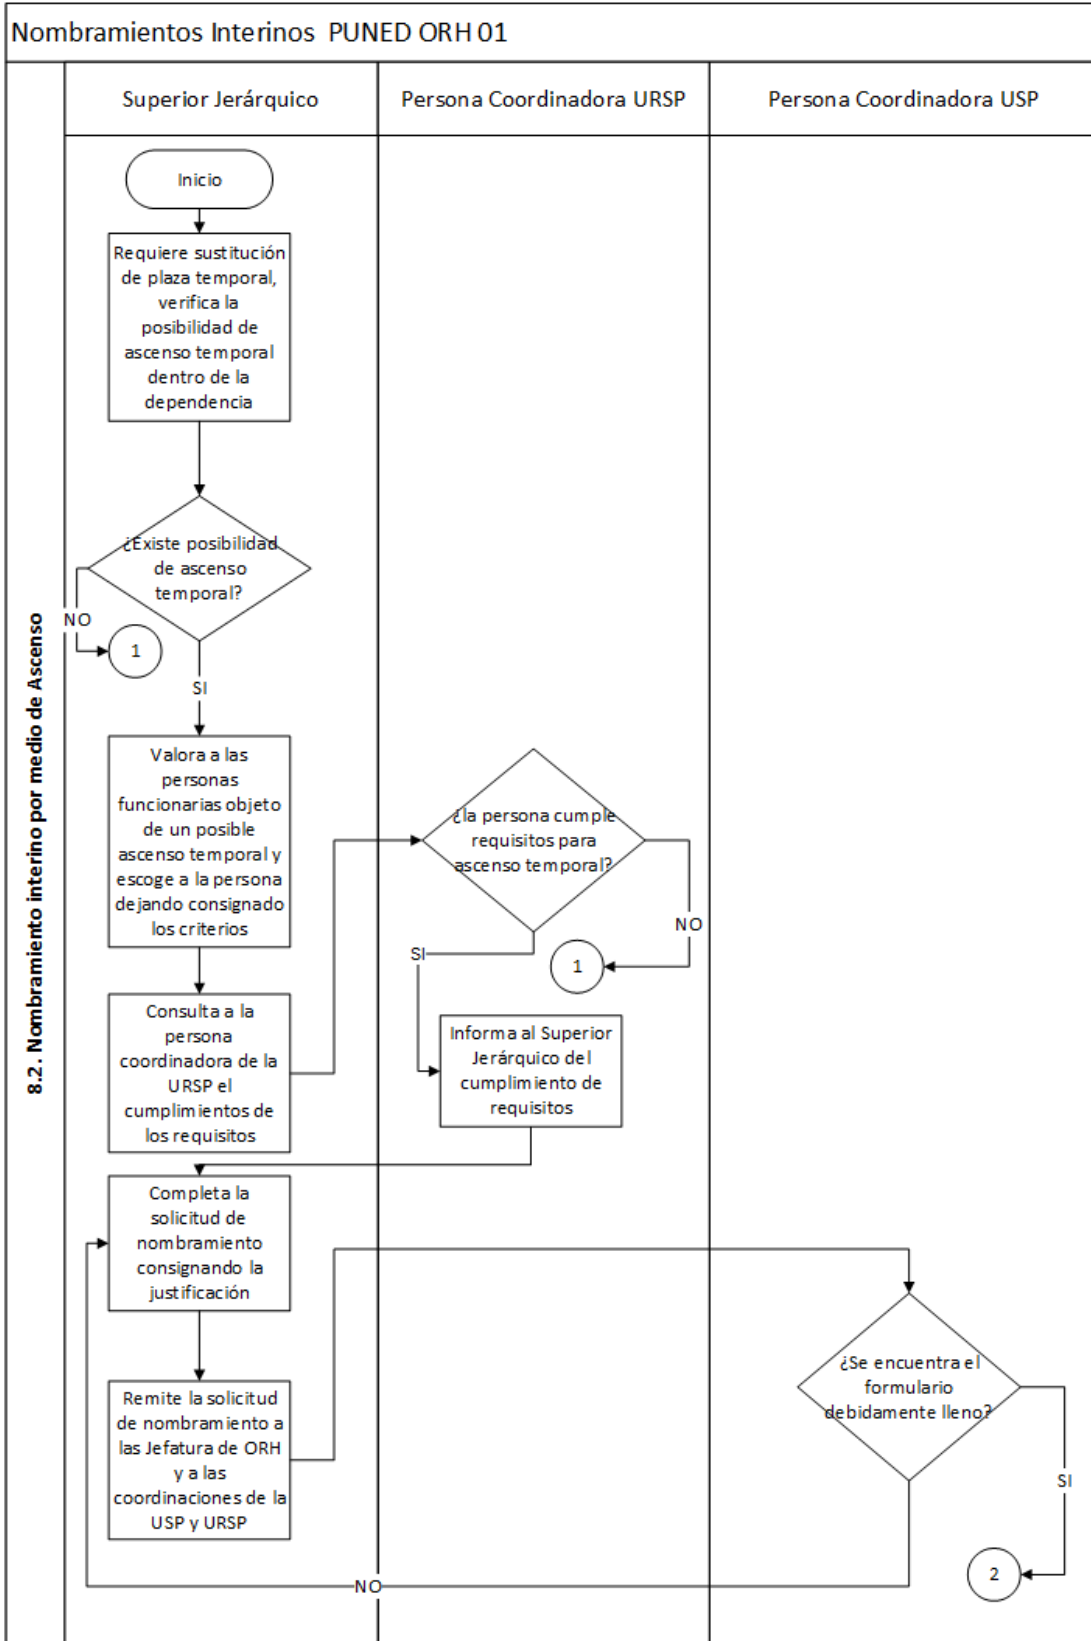 Nombramientos Interinos  PUNED ORH 01
Superior Jerárquico
Persona Coordinadora URSP
Persona Coordinadora USP
8.2. Nombramiento interino por medio de Ascenso
Inicio
Requiere sustitución
de plaza temporal,
verifica la
posibilidad de
ascenso temporal
dentro de la
dependencia
¿Existe posibilidad
de ascenso
temporal?
NO
1
SI
Valora a las
personas
funcionarias objeto
de un posible
ascenso temporal y
escoge a la persona
dejando consignado
los criterios
¿la persona cumple
requisitos para
ascenso temporal?
NO
SI
1
Consulta a la
persona
coordinadora de la
URSP el
cumplimientos de
los requisitos
Informa al Superior
Jerárquico del
cumplimiento de
requisitos
Completa la
solicitud de
nombramiento
consignando la
justificación
Remite la solicitud
de nombramiento a
las Jefatura de ORH
y a las
coordinaciones de la
USP y URSP
¿Se encuentra el
formulario
debidamente lleno?
SI
2
NO